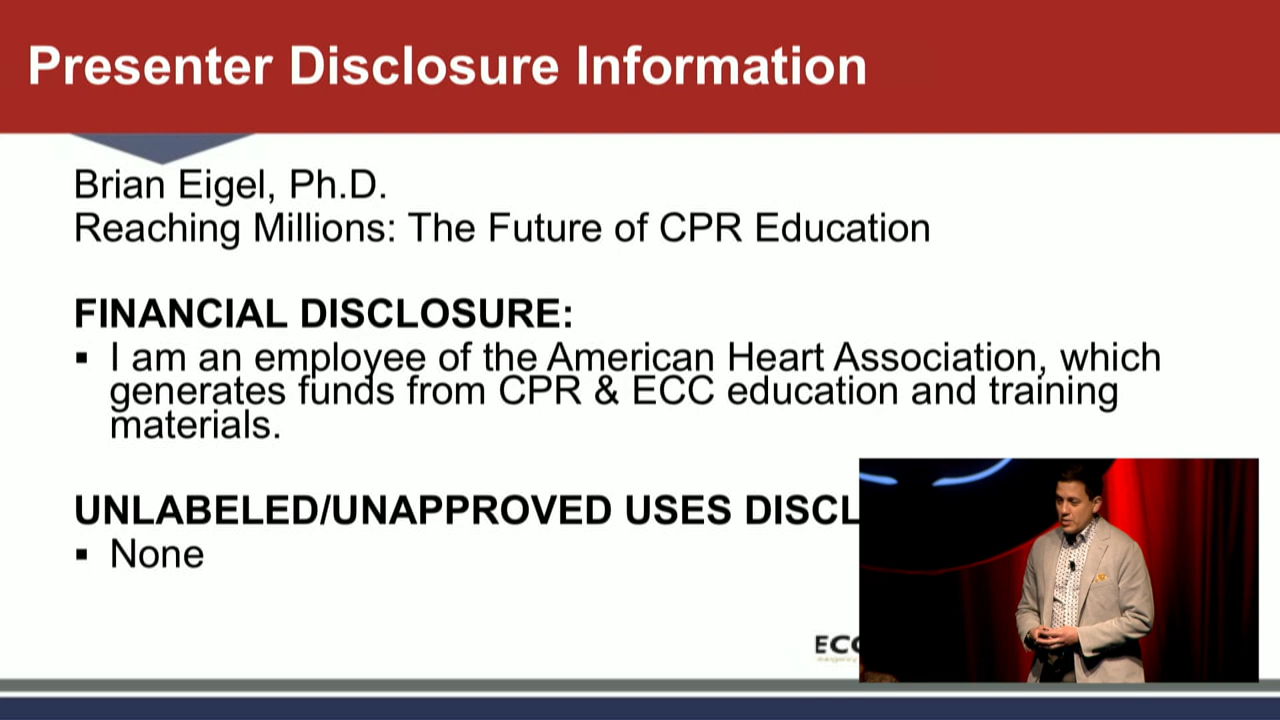 Presenter Disclosure Information
Brian Eigel, Ph.D.
Reaching Millions: The Future of CPR Education
FINANCIAL DISCLOSURE:
▪ I am an employee of the American Heart Association, which
generates funds from CPR & ECC education and training
materials.
UNLABELED/UNAPPROVED USES DISCL
▪ None
ECC